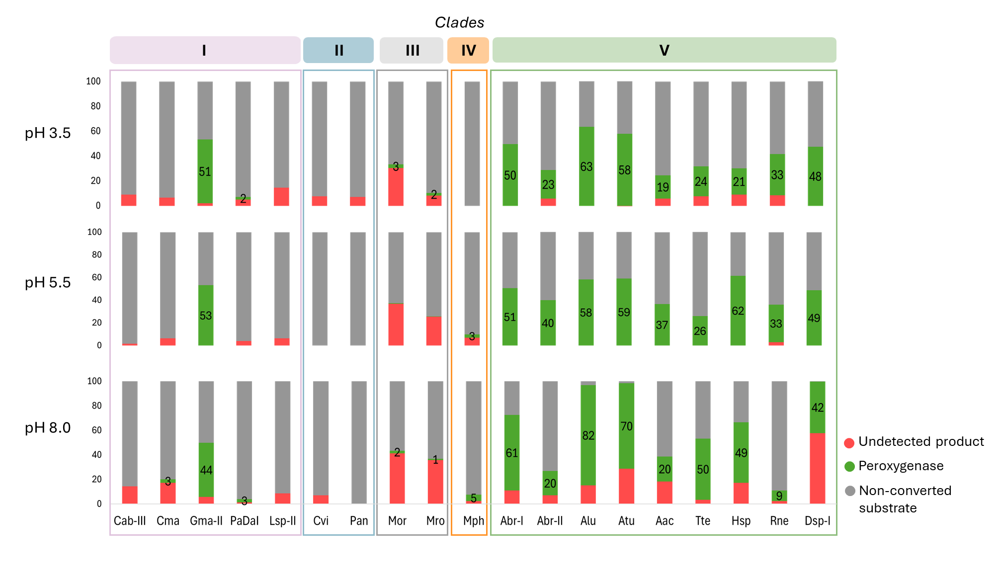 Clades
I II III IV V
pH 3.5
100
80
60
40
20
0
51 2 3 2 50 23 63 58 19 24 21 33 48
pH 5.5
100
80
60
40
20
0
53 3 51 40 58 59 37 26 62 33 49
pH 8.0
100
80
60
40
20
0
3 44 3 2 1 5 61 20 82 70 20 50 49 9 42
Cab-III Cma Gma-II PaDaI Lsp-II Cvi Pan Mor Mro Mph Abr-I Abr-II Alu Atu Aac Tte Hsp Rne Dsp-I
Undetected product
Peroxygenase
Non-converted
substrate